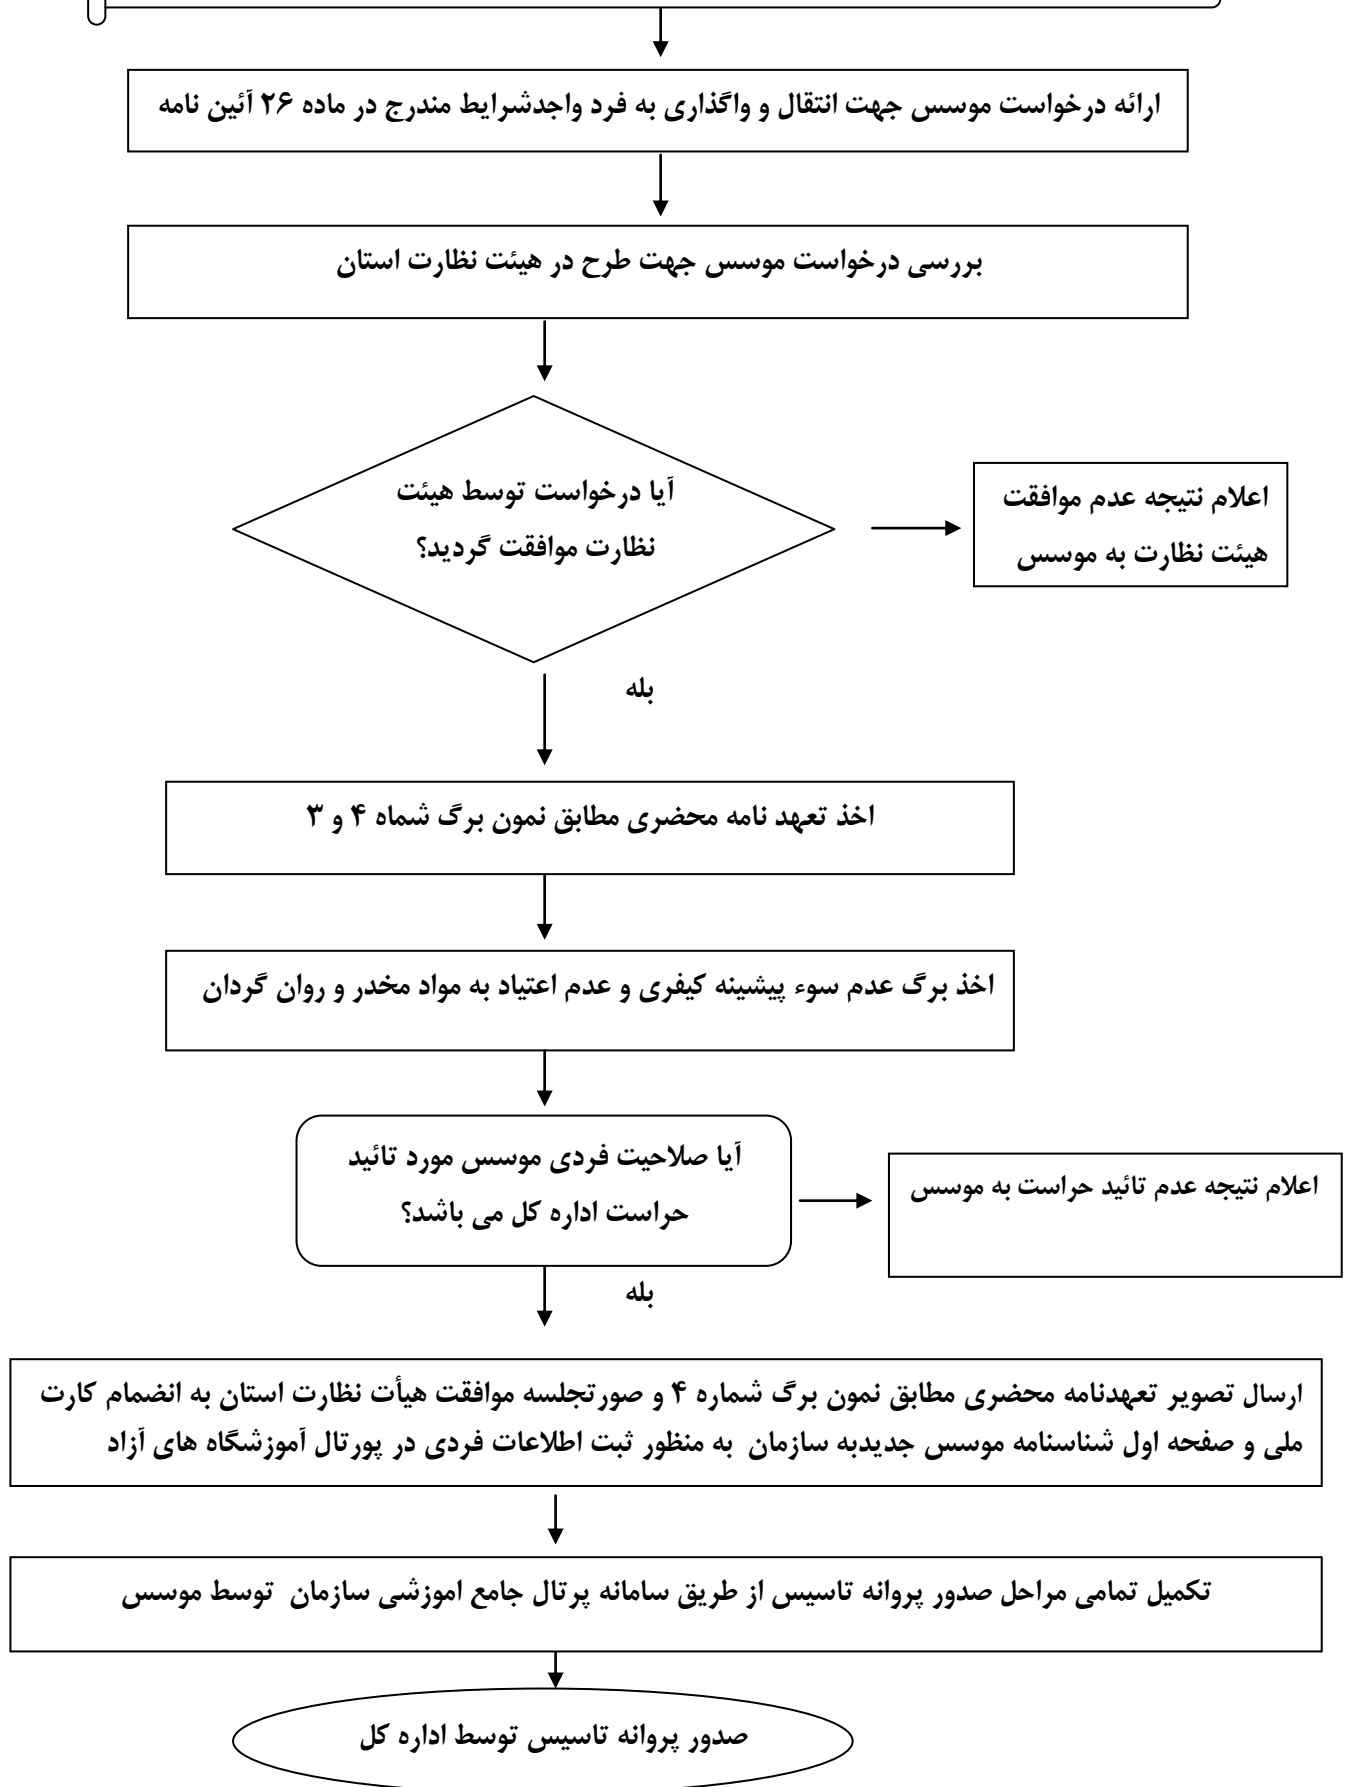 ارائه درخواست موسس جهت انتقال و واگذاری به فرد واجدشرایط مندرج در ماده ۲۶ آئین نامه
بررسی درخواست موسس جهت طرح در هیئت نظارت استان
آیا درخواست توسط هیئت
نظارت موافقت گردید؟
اعلام نتیجه عدم موافقت
هیئت نظارت به موسس
بله
اخذ تعهد نامه محضری مطابق نمون برگ شماه ۴ و ۳
اخذ برگ عدم سوء پیشینه کیفری و عدم اعتیاد به مواد مخدر و روان گردان
آیا صلاحیت فردی موسس مورد تائید
حراست اداره کل می باشد؟
اعلام نتیجه عدم تائید حراست به موسس
بله
ارسال تصویر تعهدنامه محضری مطابق نمون برگ شماره ۴ و صورتجلسه موافقت هیأت نظارت استان به انضمام کارت
ملی و صفحه اول شناسنامه موسس جدیدبه سازمان به منظور ثبت اطلاعات فردی در پورتال آموزشگاه های آزاد
تکمیل تمامی مراحل صدور پروانه تاسیس از طریق سامانه پرتال جامع اموزشی سازمان توسط موسس
صدور پروانه تاسیس توسط اداره کل